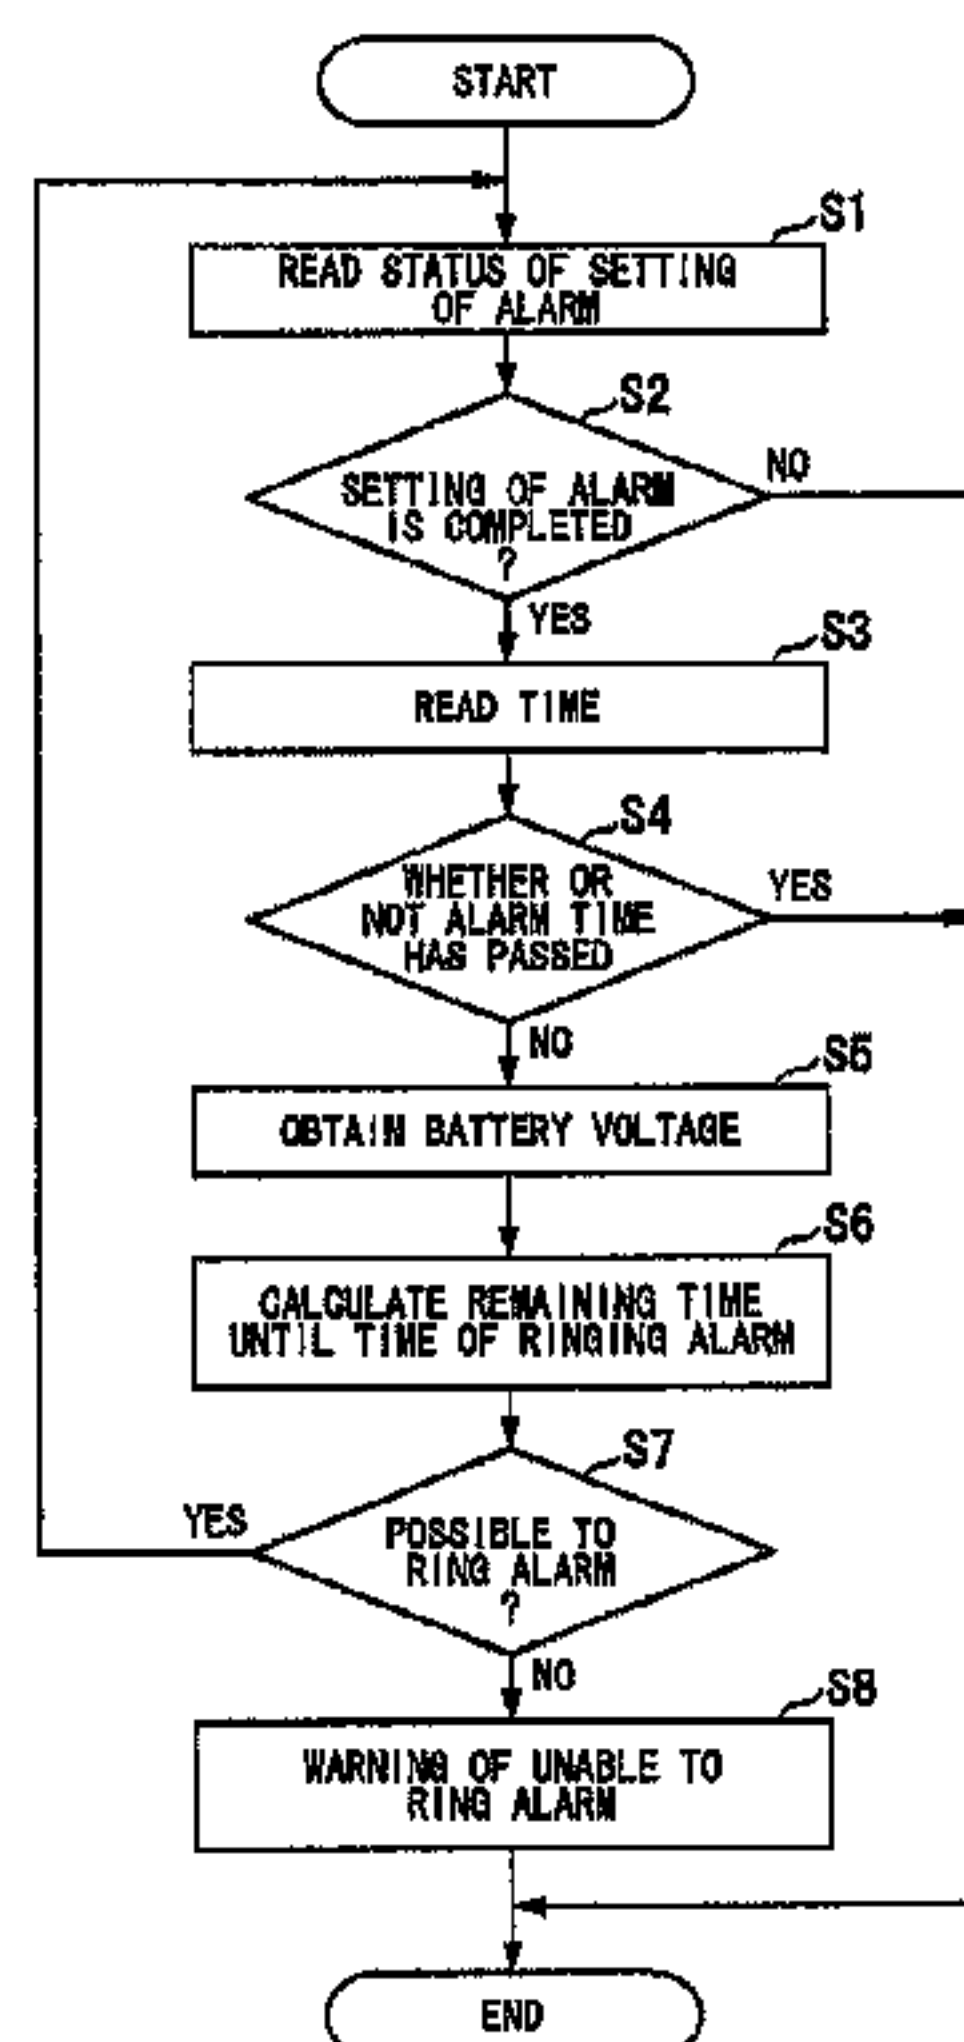 START
S1
READ STATUS OF SETTING
OF ALARM
S2
SETTING OF ALARM
IS COMPLETED
?
NO
YES
S3
READ TIME
S4
WHETHER OR
NOT ALARM TIME
HAS PASSED
YES
NO
S5
OBTAIN BATTERY VOLTAGE
S6
CALCULATE REMAINING TIME
UNTIL TIME OF RINGING ALARM
S7
POSSIBLE TO
RING ALARM
?
YES
NO
S8
WARNING OF UNABLE TO
RING ALARM
END